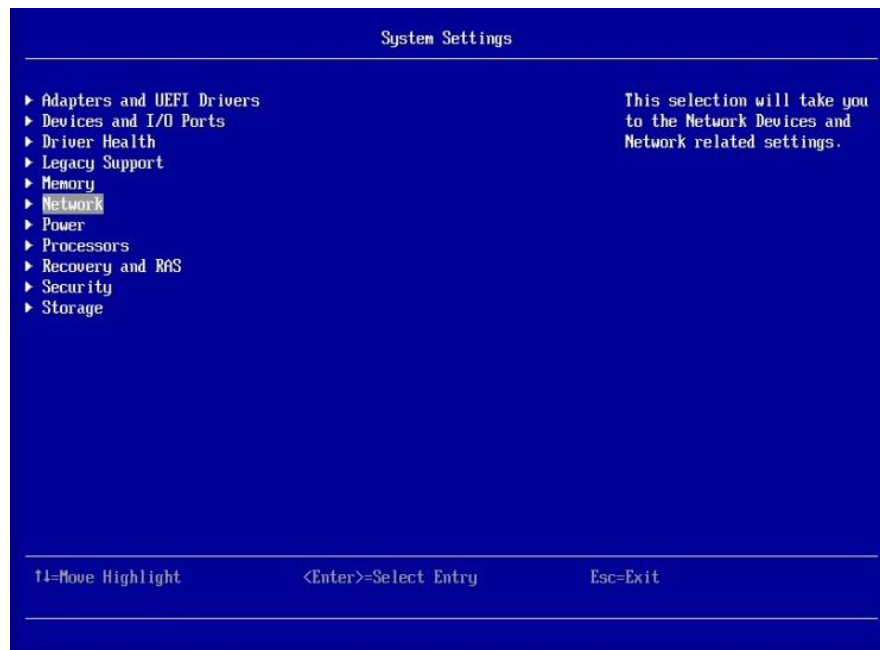 System Settings
▶ Adapters and UEFI Drivers
▶ Devices and I/O Ports
▶ Driver Health
▶ Legacy Support
▶ Memory
▶ Network
▶ Power
▶ Processors
▶ Recovery and RAS
▶ Security
▶ Storage
This selection will take you
to the Network Devices and
Network related settings.
↑↓=Move Highlight
<Enter>=Select Entry
Esc=Exit